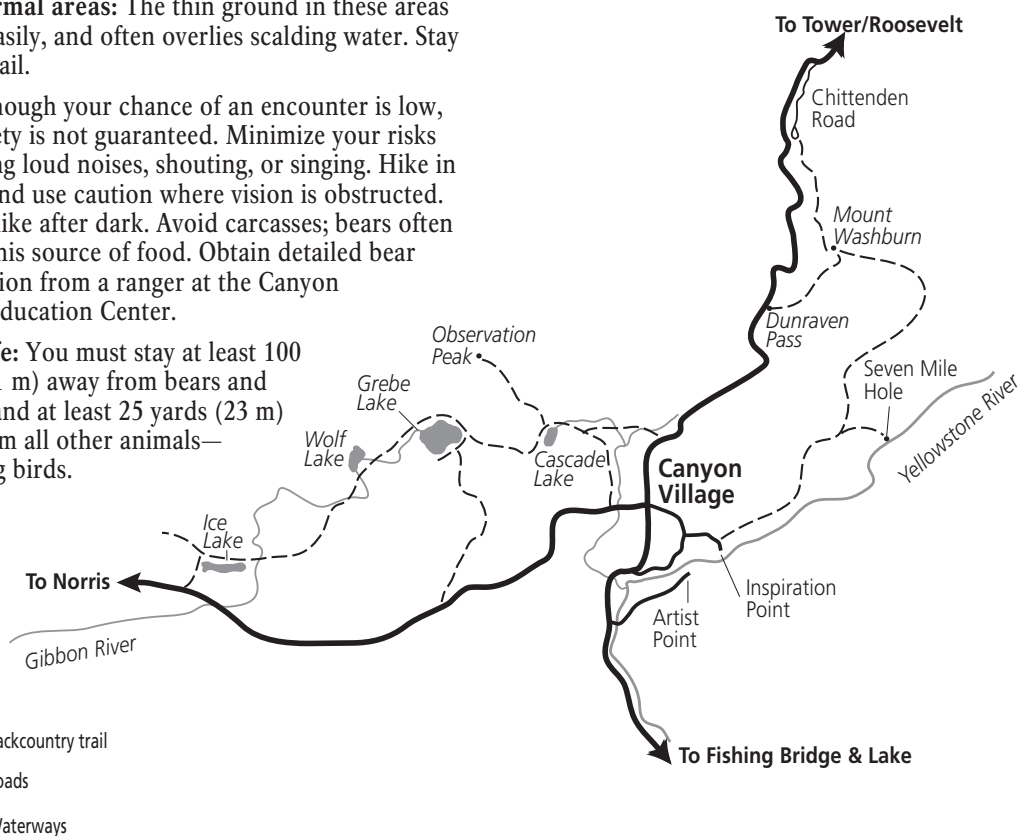 rmal areas: The thin ground in these areas
asily, and often overlies scalding water. Stay
ail.
hough your chance of an encounter is low,
ety is not guaranteed. Minimize your risks
ng loud noises, shouting, or singing. Hike in
nd use caution where vision is obstructed.
ike after dark. Avoid carcasses; bears often
his source of food. Obtain detailed bear
ion from a ranger at the Canyon
ducation Center.
fe: You must stay at least 100
1 m) away from bears and
and at least 25 yards (23 m)
m all other animals—
g birds.
To Tower/Roosevelt
Chittenden
Road
Mount
Washburn
Dunraven
Pass
Observation
Peak
Grebe
Lake
Seven Mile
Hole
Wolf
Lake
Cascade
Lake
Yellowstone River
Canyon
Village
Ice
Lake
To Norris
Inspiration
Point
Artist
Point
Gibbon River
To Fishing Bridge & Lake
ackcountry trail
oads
Waterways